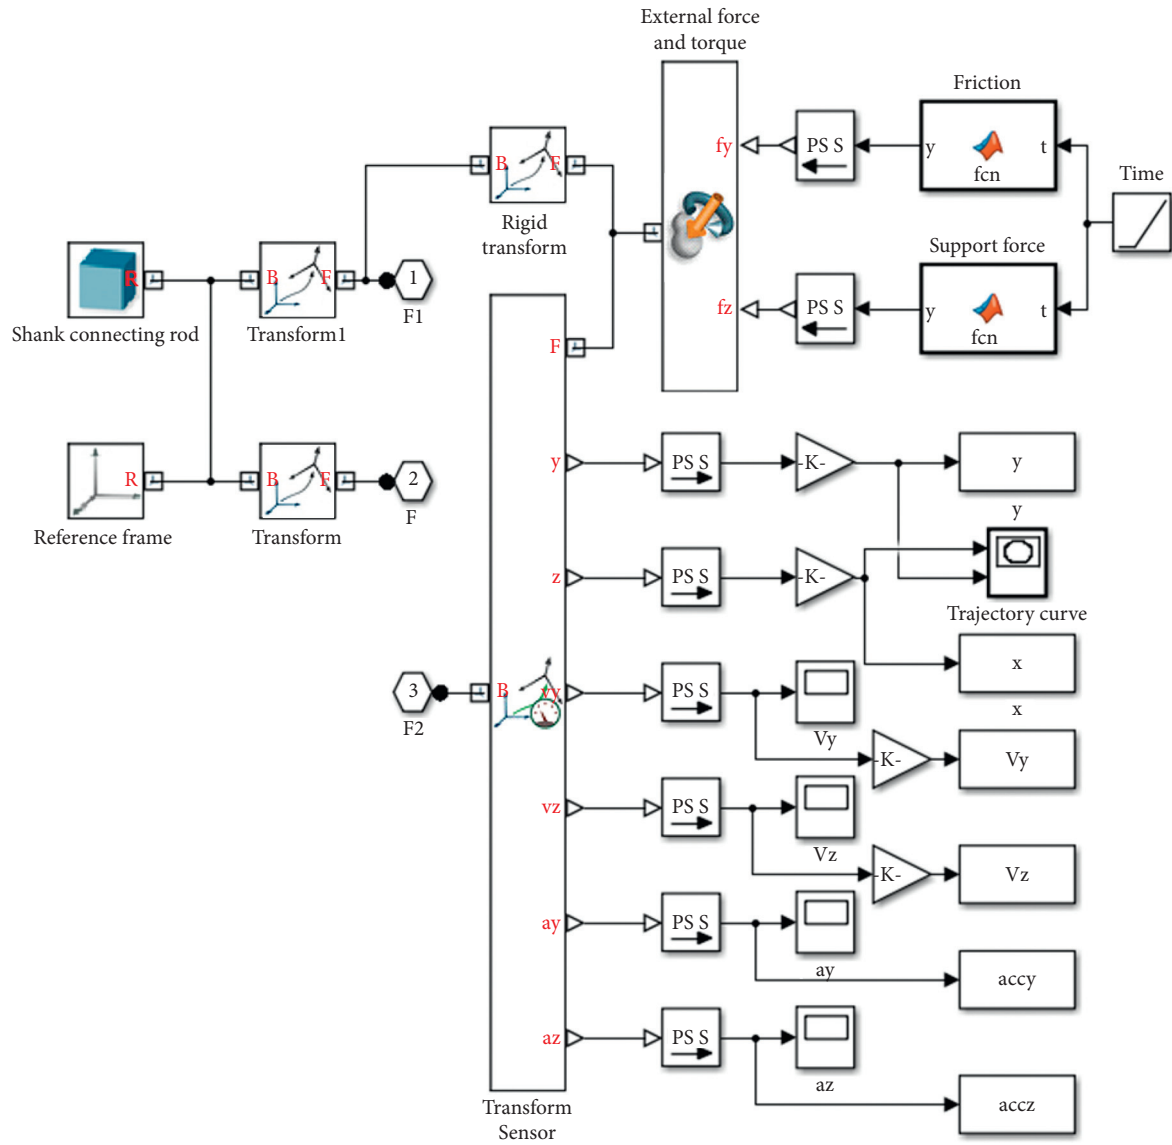 External force
and torque
Friction
fy
PS S
y
fcn
t
Time
B
F
Rigid
transform
Support force
fz
PS S
y
fcn
t
R
Shank connecting rod
B
F
Transform1
1
F1
F
R
Reference frame
B
F
Transform
2
F
y
PS S
-K-
y
y
z
PS S
-K-
Trajectory curve
x
x
3
F2
B
vy
PS S
Vy
-K-
Vy
vz
PS S
Vz
-K-
Vz
ay
PS S
ay
accy
az
PS S
az
accz
Transform
Sensor